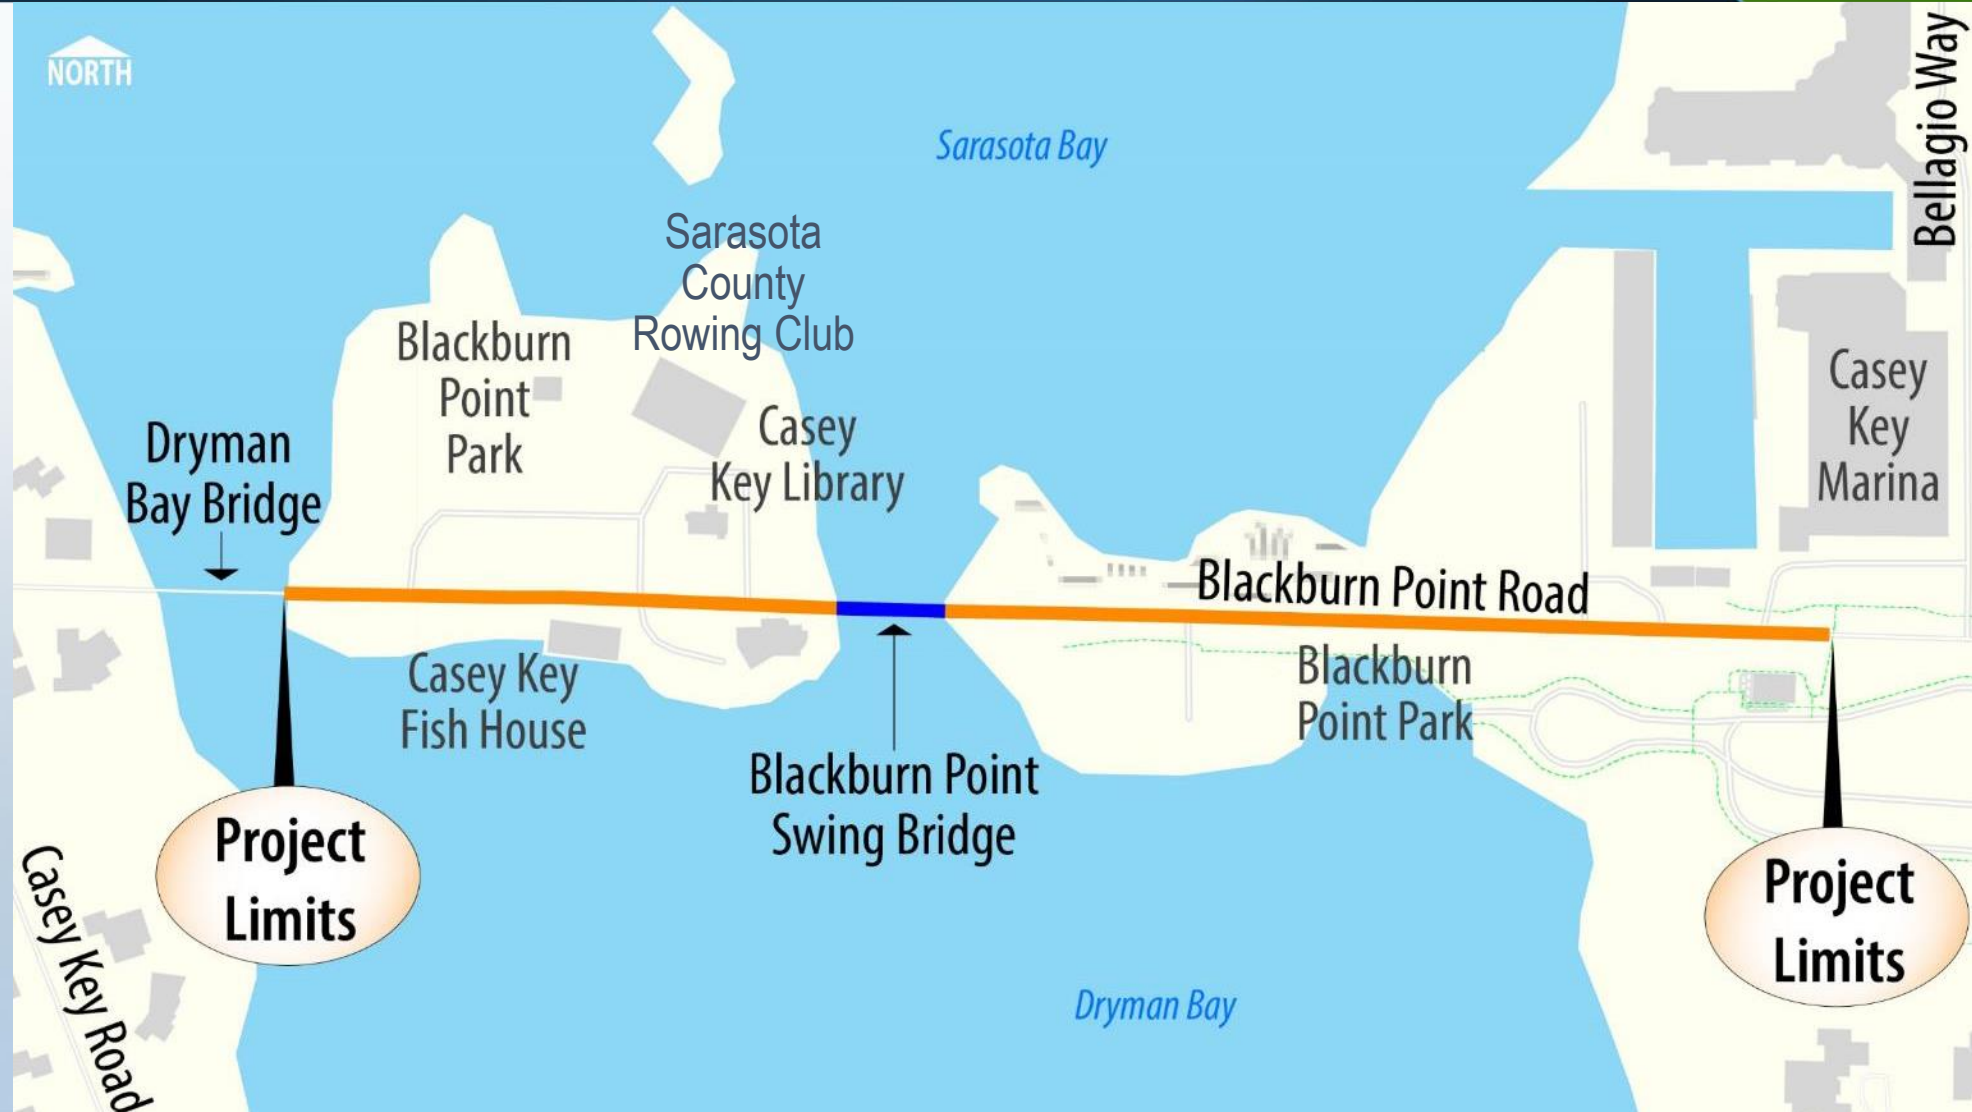 NORTH
Sarasota Bay
Bellagio Way
Sarasota
County
Rowing Club
Blackburn
Point
Park
Casey
Key
Marina
Casey
Key Library
Dryman
Bay Bridge
Blackburn Point Road
Casey Key
Fish House
Blackburn
Point Park
Blackburn Point
Swing Bridge
Project
Limits
Project
Limits
Casey Key Road
Dryman Bay